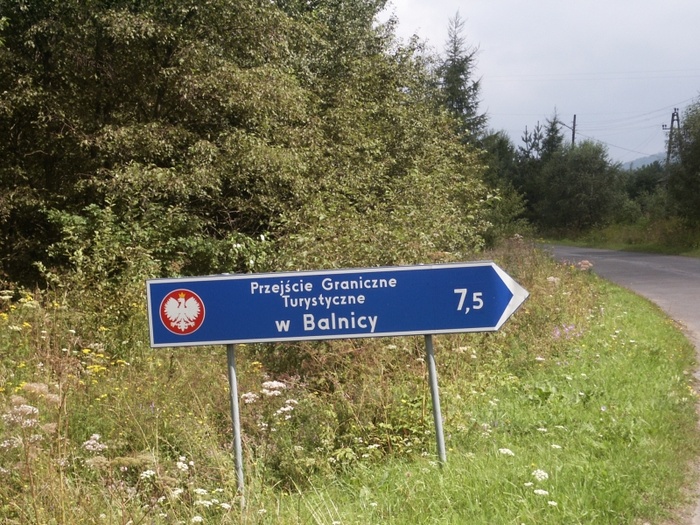 Przejście Graniczne
Turystyczne
w Balnicy
7,5